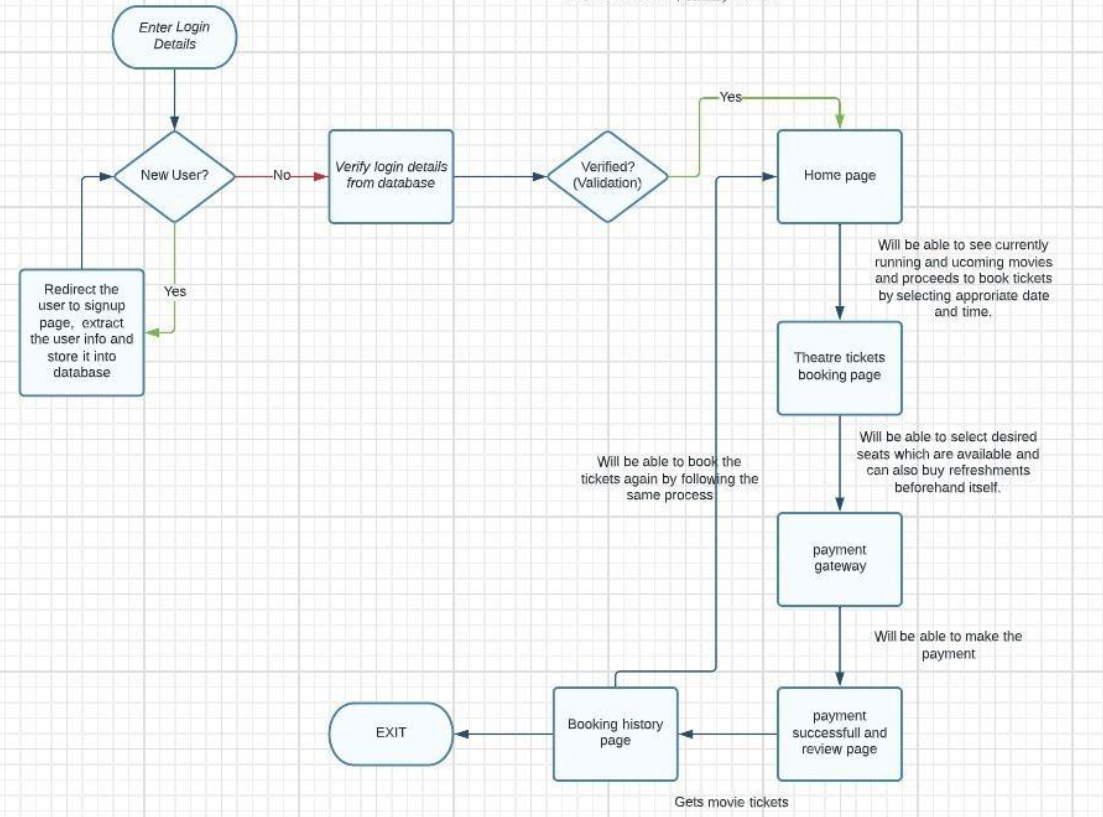 Enter Login
Details
New User?
No
Verify login details
from database
Verified?
(Validation)
Yes
Home page
Yes
Redirect the
user to signup
page, extract
the user info and
store it into
database
Will be able to see currently
running and ucoming movies
and proceeds to book tickets
by selecting approriate date
and time.
Theatre tickets
booking page
Will be able to select desired
seats which are available and
can also buy refreshments
beforehand itself.
Will be able to book the
tickets again by following the
same process
payment
gateway
Will be able to make the
payment
payment
successfull and
review page
Booking history
page
EXIT
Gets movie tickets